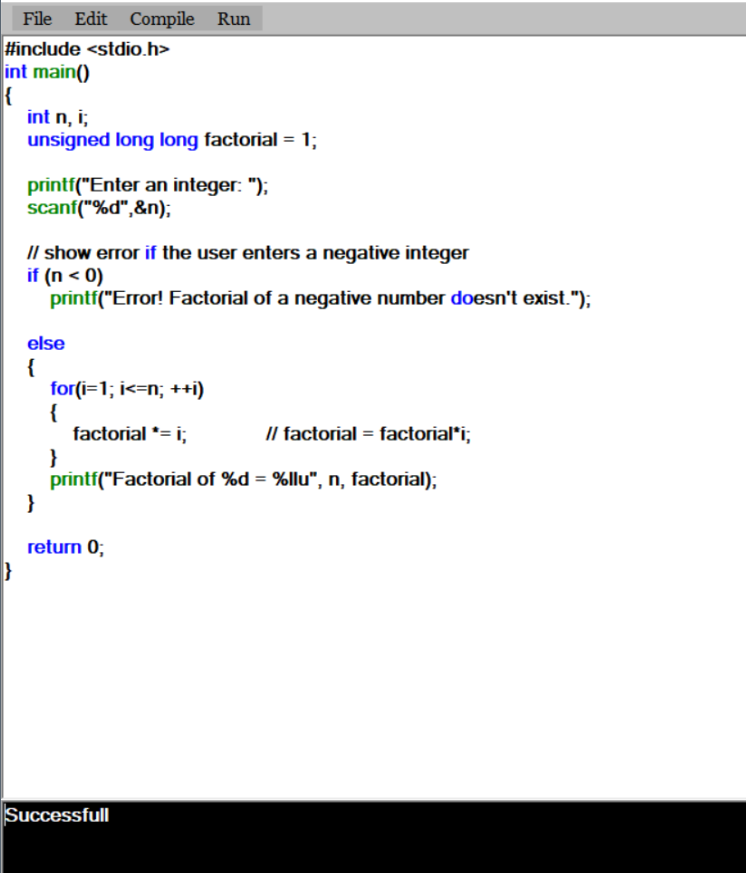 File Edit Compile Run
#include <stdio.h>
int main()
{
int n, i;
unsigned long long factorial = 1;
printf("Enter an integer: ");
scanf("%d",&n);
// show error if the user enters a negative integer
if (n < 0)
printf("Error! Factorial of a negative number doesn't exist.");
else
{
for(i=1; i<=n; ++i)
{
factorial *= i; // factorial = factorial*i;
}
printf("Factorial of %d = %llu", n, factorial);
}
return 0;
}
Successfull